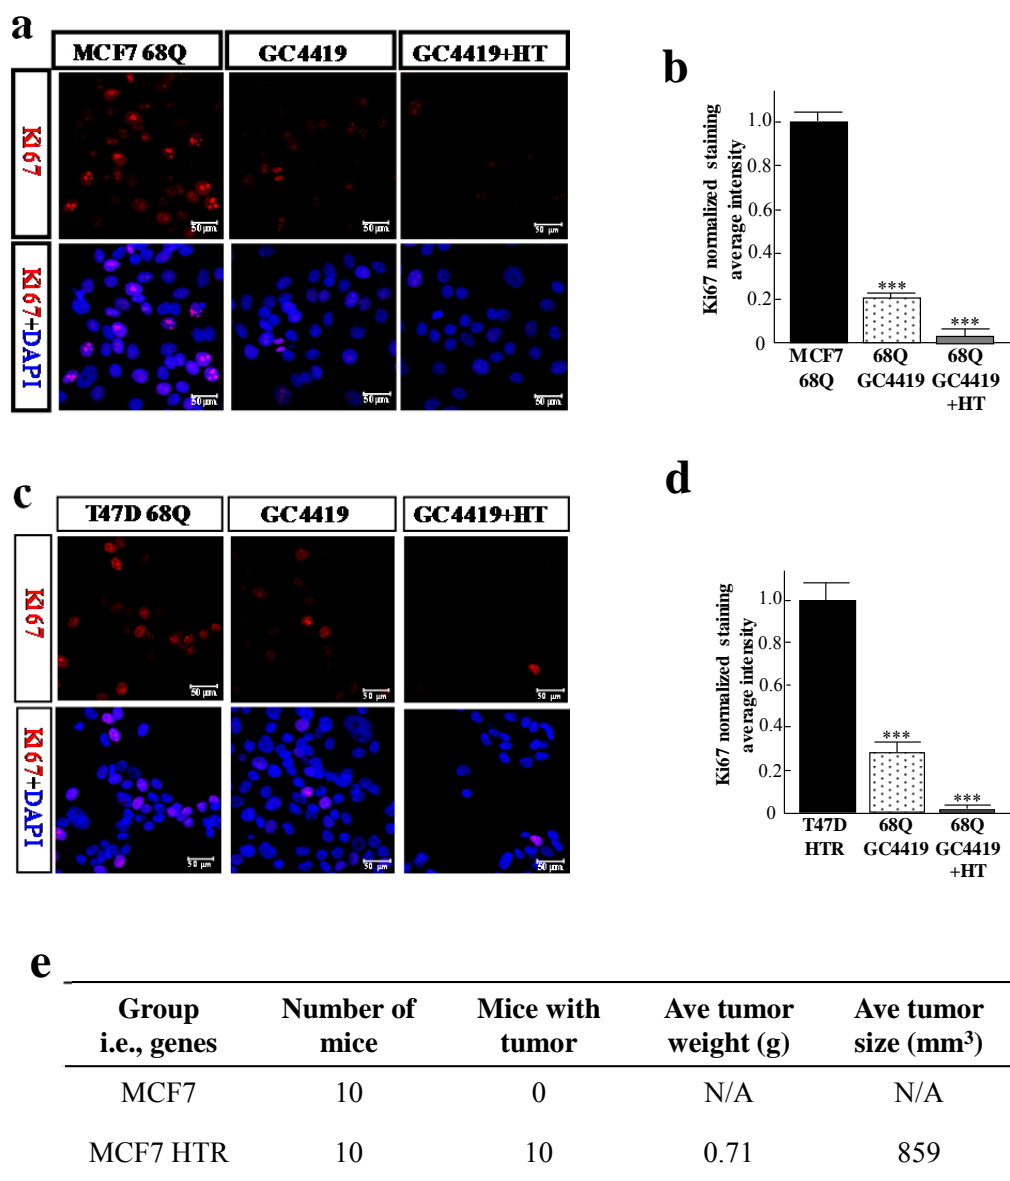 a
MCF7 68Q
GC4419
GC4419+HT
Ki67
50 µm
50 µm
50 µm
Ki67+DAPI
50 µm
50 µm
50 µm
b
Ki67 normalized staining
average intensity
1.0
0.8
0.6
0.4
0.2
0
***
***
MCF7
68Q
68Q
GC4419
68Q
GC4419
+HT
c
T47D 68Q
GC4419
GC4419+HT
Ki67
50 µm
50 µm
50 µm
Ki67+DAPI
50 µm
50 µm
50 µm
d
Ki67 normalized staining
average intensity
1.0
0.8
0.6
0.4
0.2
0
***
***
T47D
HTR
68Q
GC4419
68Q
GC4419
+HT
e
Group Number of Mice with Ave tumor Ave tumor
i.e., genes mice tumor weight (g) size (mm³)
MCF7 10 0 N/A N/A
MCF7 HTR 10 10 0.71 859